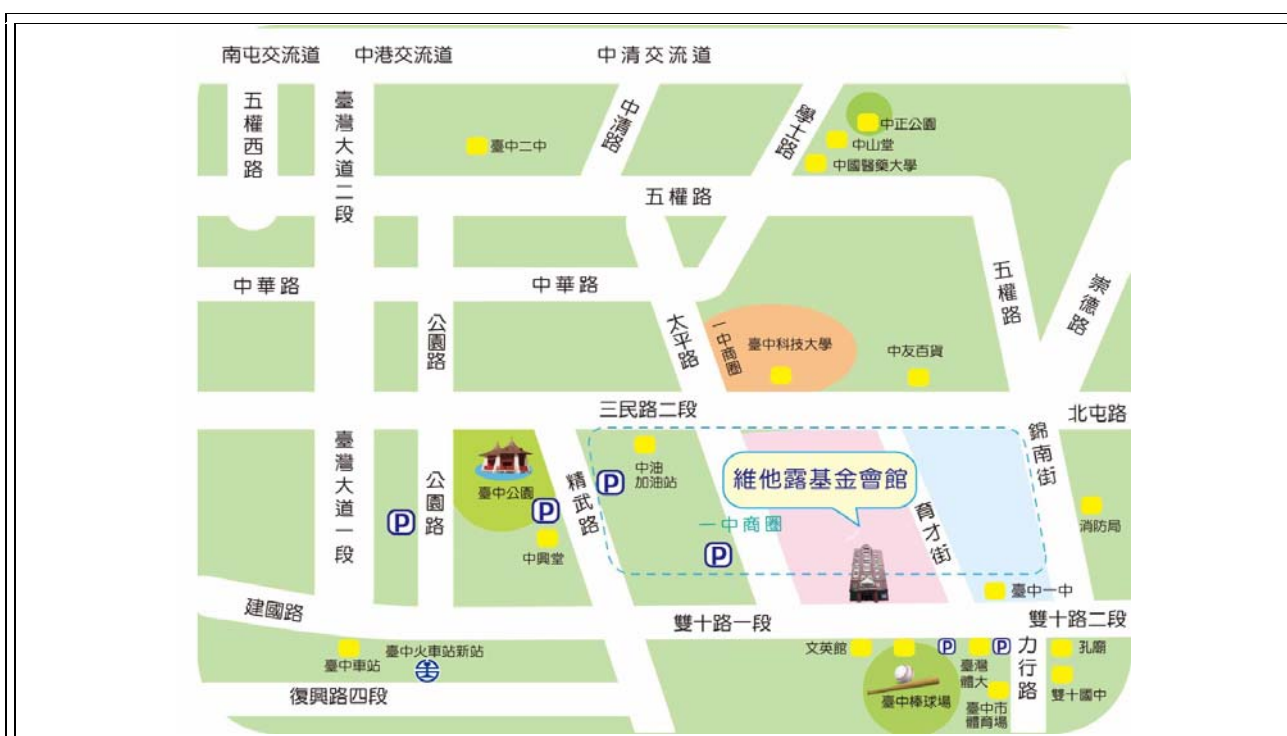 南屯交流道
中港交流道
中清交流道
五權西路
臺灣大道二段
中清路
學士路
中正公園
中山堂
中國醫藥大學
臺中二中
五權路
中華路
中華路
五權路
崇德路
公園路
太平路
一中商圈
臺中科技大學
中友百貨
三民路二段
北屯路
臺灣大道一段
公園路
臺中公園
P
P
中興堂
精武路
中油
加油站
P
維他露基金會館
一中商圈
P
育才街
錦南街
消防局
臺中一中
建國路
雙十路一段
雙十路二段
臺中車站
臺中火車站新站
復興路四段
文英館
臺中棒球場
P
臺灣
體大
P
臺中市
體育場
力行路
孔廟
雙十國中